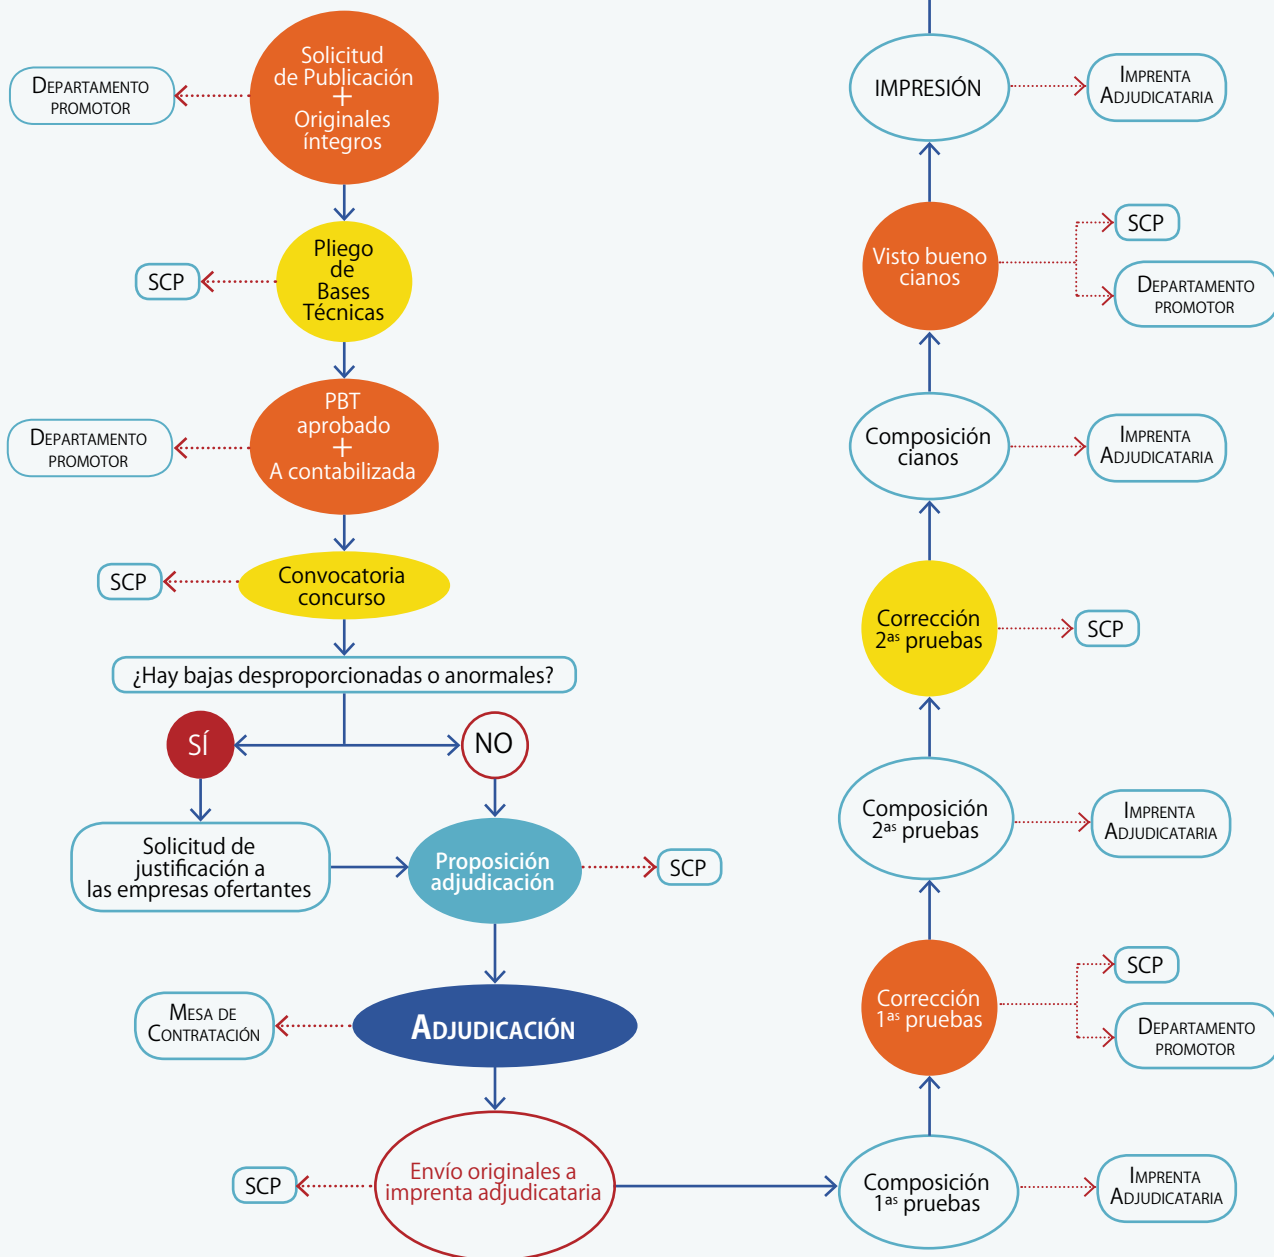 Solicitud
de Publicación
+
Originales
íntegros
DEPARTAMENTO
PROMOTOR
Pliego
de
Bases
Técnicas
SCP
PBT
aprobado
+
A contabilizada
DEPARTAMENTO
PROMOTOR
Convocatoria
concurso
SCP
¿Hay bajas desproporcionadas o anormales?
SÍ
NO
Solicitud de
justificación a
las empresas ofertantes
Proposición
adjudicación
SCP
MESA DE
CONTRATACIÓN
ADJUDICACIÓN
SCP
Envío originales a
imprenta adjudicataria
IMPRESIÓN
IMPRENTA
ADJUDICATARIA
Visto bueno
cianos
SCP
DEPARTAMENTO
PROMOTOR
Composición
cianos
IMPRENTA
ADJUDICATARIA
Corrección
2ᵃˢ pruebas
SCP
Composición
2ᵃˢ pruebas
IMPRENTA
ADJUDICATARIA
Corrección
1ᵃˢ pruebas
SCP
DEPARTAMENTO
PROMOTOR
Composición
1ᵃˢ pruebas
IMPRENTA
ADJUDICATARIA